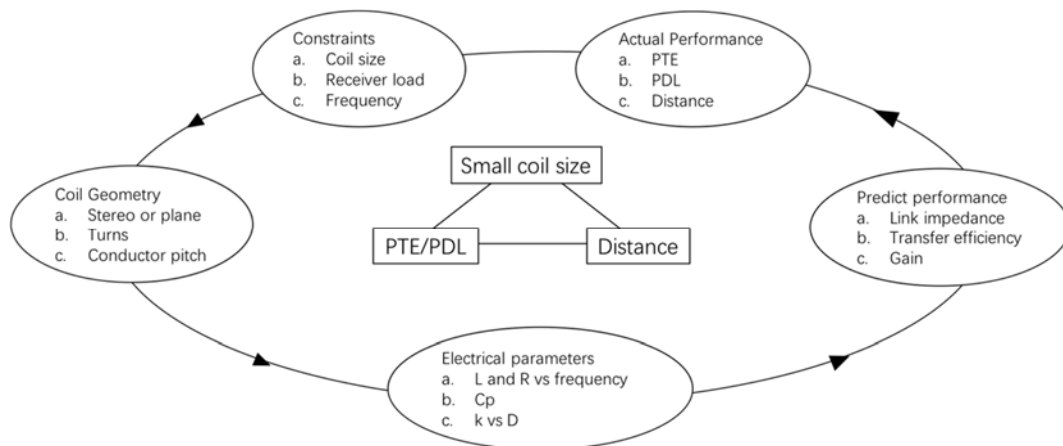 Constraints
a. Coil size
b. Receiver load
c. Frequency
Actual Performance
a. PTE
b. PDL
c. Distance
Small coil size
PTE/PDL
Distance
Coil Geometry
a. Stereo or plane
b. Turns
c. Conductor pitch
Predict performance
a. Link impedance
b. Transfer efficiency
c. Gain
Electrical parameters
a. L and R vs frequency
b. Cp
c. k vs D